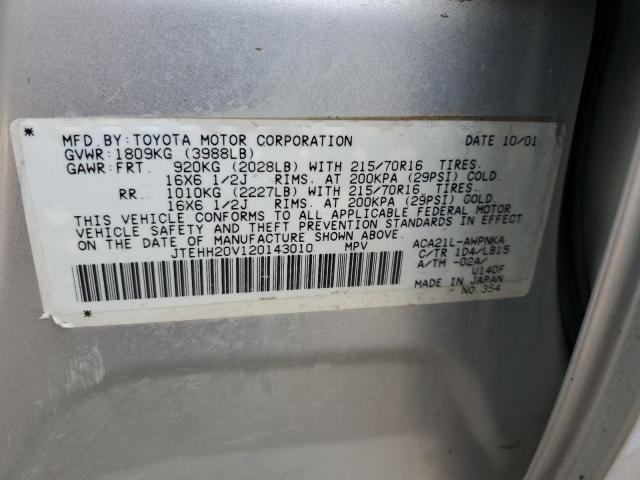 MFD. BY: TOYOTA MOTOR CORPORATION DATE 10/01
GVWR: 1809KG (3988LB)
GAWR: FRT. 920KG (2028LB) WITH 215/70R16 TIRES.
16X6 1/2J RIMS. AT 200KPA (29PSI) COLD.
RR. 1010KG (2227LB) WITH 215/70R16 TIRES.
16X6 1/2J RIMS. AT 200KPA (29PSI) COLD
THIS VEHICLE CONFORMS TO ALL APPLICABLE FEDERAL MOTOR
VEHICLE SAFETY AND THEFT PREVENTION STANDARDS IN EFFECT
ON THE DATE OF MANUFACTURE SHOWN ABOVE.
JTEHH20V120143010 MPV
ACA21L-AWPNKA
C/TR 1D4/LB15
A/TM -02A/
U140F
MADE IN JAPAN
NO.354